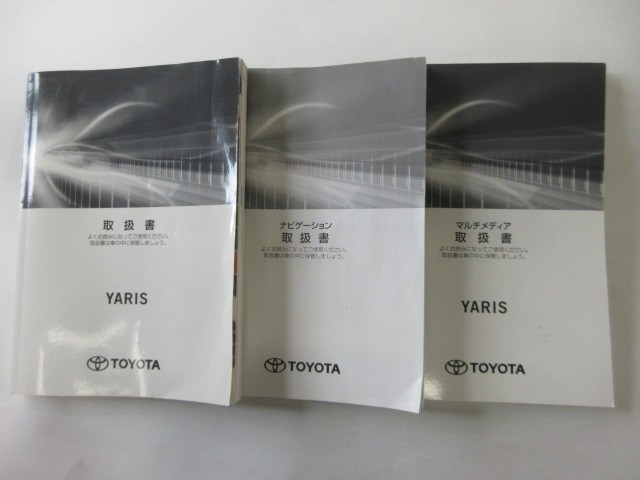 取扱書
よくお読みになってご使用ください。
取扱書は車の中に保管しましょう。
YARIS
TOYOTA
ナビゲーション
取扱書
よくお読みになってご使用ください。
取扱書は車の中に保管しましょう。
TOYOTA
マルチメディア
取扱書
よくお読みになってご使用ください。
取扱書は車の中に保管しましょう。
YARIS
TOYOTA